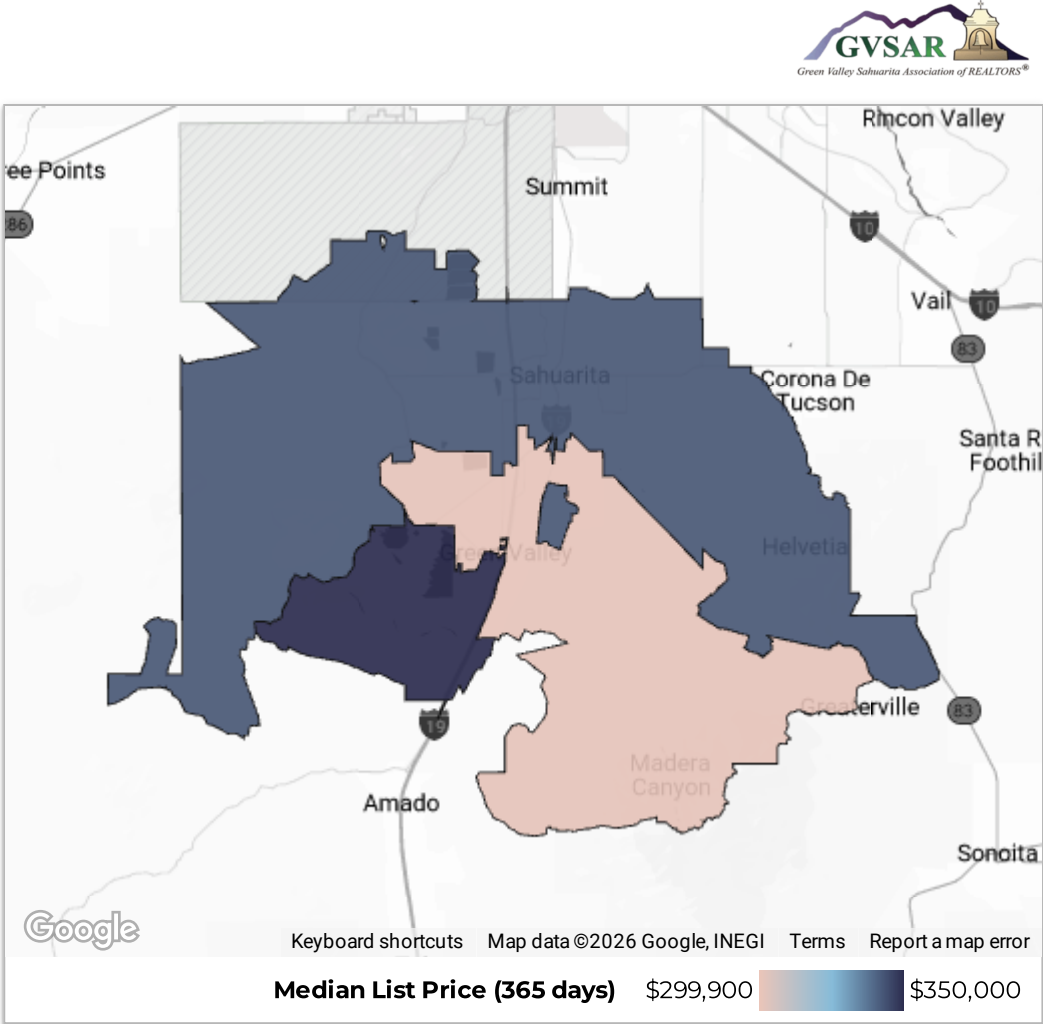 GVSAR
Green Valley Sahuarita Association of REALTORS®
Rincon Valley
ee Points
Summit
86
10
Vail
10
83
Sahuarita
Corona De
Tucson
Santa R
Foothil
Green Valley
Helvetia
Greaterville
83
19
Madera
Canyon
Amado
Sonoita
Google
Keyboard shortcuts Map data ©2026 Google, INEGI Terms Report a map error
Median List Price (365 days) $299,900 $350,000